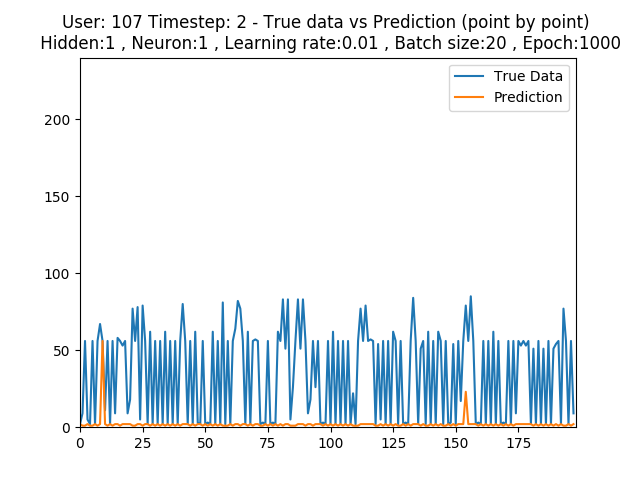 User: 107 Timestep: 2 - True data vs Prediction (point by point)
Hidden:1 , Neuron:1 , Learning rate:0.01 , Batch size:20 , Epoch:1000
True Data
Prediction
200
150
100
50
0
0 25 50 75 100 125 150 175